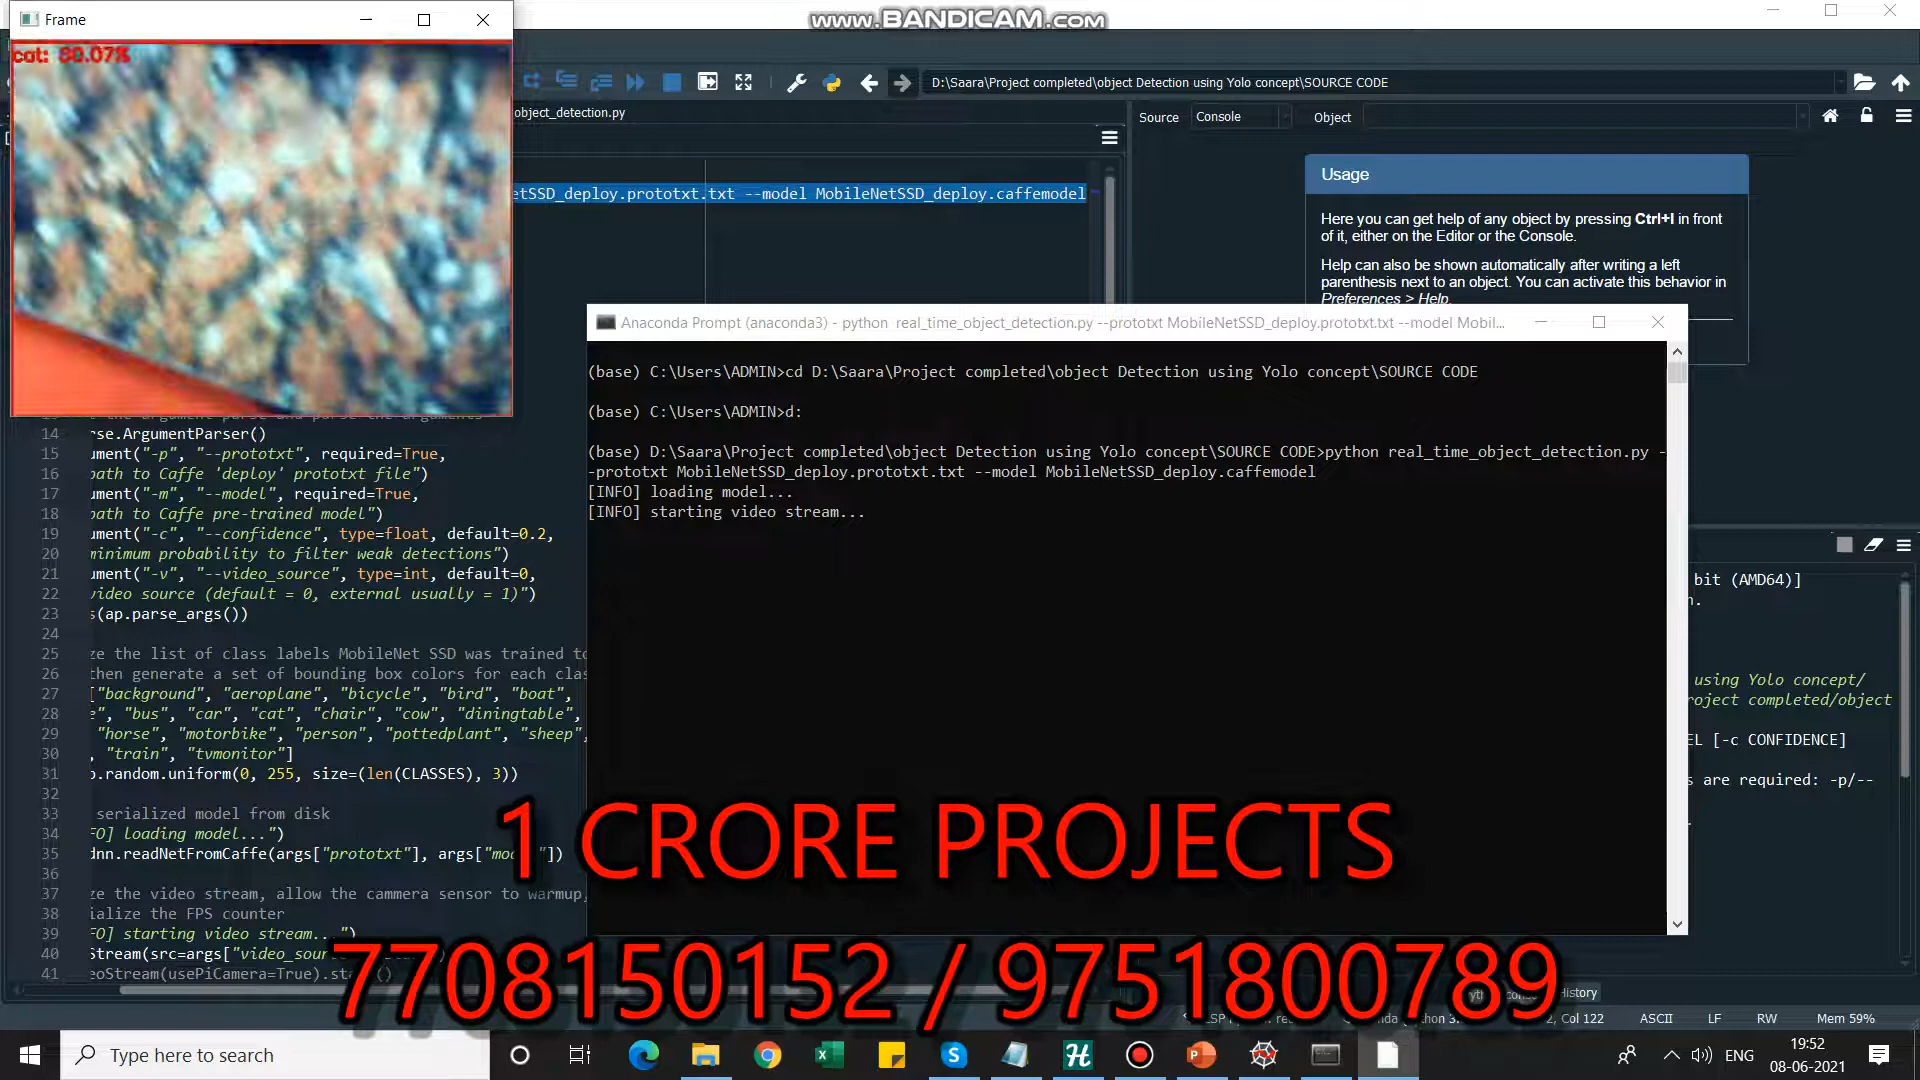 Frame
www.BANDICAM.com
cat: 80.07%
D:\Saara\Project completed\object Detection using Yolo concept\SOURCE CODE
object_detection.py
Source Console Object
etSSD_deploy.prototxt.txt --model MobileNetSSD_deploy.caffemodel
Usage
Here you can get help of any object by pressing Ctrl+I in front
of it, either on the Editor or the Console.
Help can also be shown automatically after writing a left
parenthesis next to an object. You can activate this behavior in
Preferences > Help.
Anaconda Prompt (anaconda3) - python real_time_object_detection.py --prototxt MobileNetSSD_deploy.prototxt.txt --model Mobil...
(base) C:\Users\ADMIN>cd D:\Saara\Project completed\object Detection using Yolo concept\SOURCE CODE
(base) C:\Users\ADMIN>d:
(base) D:\Saara\Project completed\object Detection using Yolo concept\SOURCE CODE>python real_time_object_detection.py -
-prototxt MobileNetSSD_deploy.prototxt.txt --model MobileNetSSD_deploy.caffemodel
[INFO] loading model...
[INFO] starting video stream...
14 rse.ArgumentParser()
15 ument("-p", "--prototxt", required=True,
16 path to Caffe 'deploy' prototxt file")
17 ument("-m", "--model", required=True,
18 path to Caffe pre-trained model")
19 ument("-c", "--confidence", type=float, default=0.2,
20 minimum probability to filter weak detections")
21 ument("-v", "--video_source", type=int, default=0,
22 video source (default = 0, external usually = 1)")
23 s(ap.parse_args())
24
25 ze the list of class labels MobileNet SSD was trained to
26 then generate a set of bounding box colors for each clas
27 ["background", "aeroplane", "bicycle", "bird", "boat",
28 e", "bus", "car", "cat", "chair", "cow", "diningtable",
29 "horse", "motorbike", "person", "pottedplant", "sheep",
30 , "train", "tvmonitor"]
31 p.random.uniform(0, 255, size=(len(CLASSES), 3))
32
33 serialized model from disk
34 FO] loading model...")
35 dnn.readNetFromCaffe(args["prototxt"], args["mo "])
36
37 ze the video stream, allow the cammera sensor to warmup,
38 ialize the FPS counter
39 FO] starting video stream...")
40 Stream(src=args["video_sour
41 eoStream(usePiCamera=True).st ()
bit (AMD64)]
n.
using Yolo concept/
roject completed/object
EL [-c CONFIDENCE]
s are required: -p/--
1 CRORE PROJECTS
7708150152 / 9751800789
History
Col 122 ASCII LF RW Mem 59%
Type here to search
ENG
19:52
08-06-2021